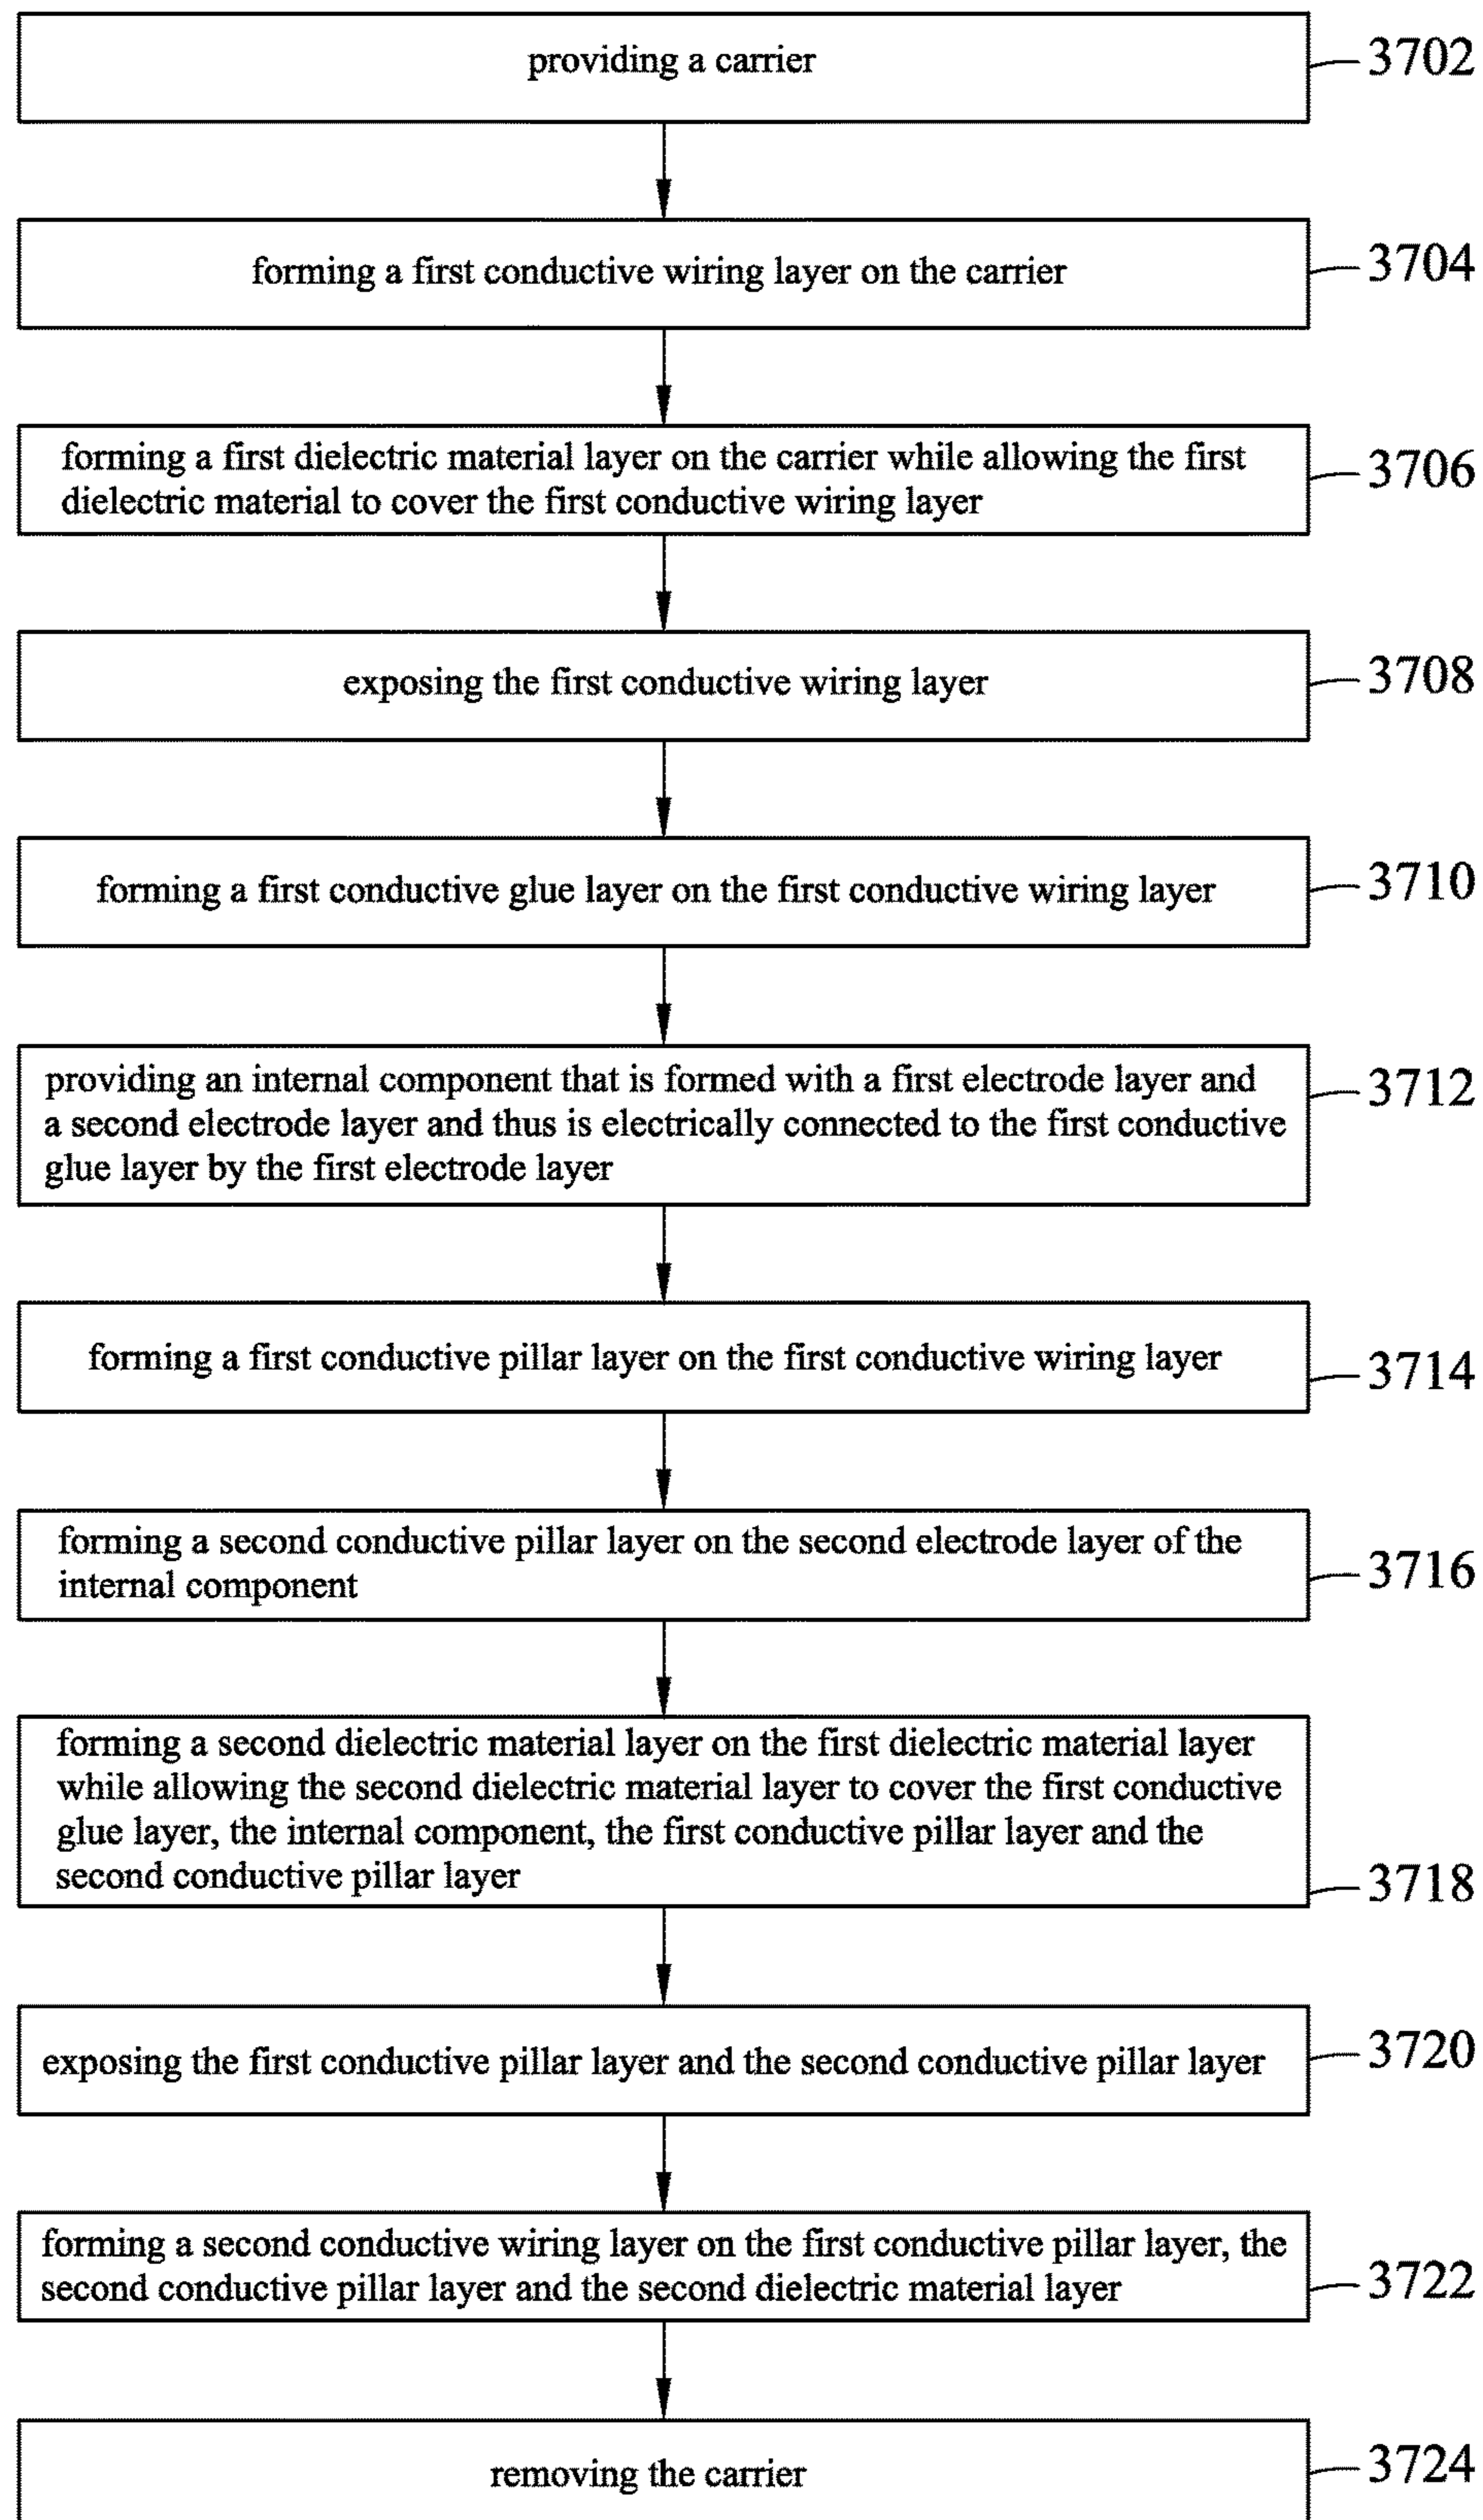 providing a carrier
3702
forming a first conductive wiring layer on the carrier
3704
forming a first dielectric material layer on the carrier while allowing the first
dielectric material to cover the first conductive wiring layer
3706
exposing the first conductive wiring layer
3708
forming a first conductive glue layer on the first conductive wiring layer
3710
providing an internal component that is formed with a first electrode layer and
a second electrode layer and thus is electrically connected to the first conductive
glue layer by the first electrode layer
3712
forming a first conductive pillar layer on the first conductive wiring layer
3714
forming a second conductive pillar layer on the second electrode layer of the
internal component
3716
forming a second dielectric material layer on the first dielectric material layer
while allowing the second dielectric material layer to cover the first conductive
glue layer, the internal component, the first conductive pillar layer and the
second conductive pillar layer
3718
exposing the first conductive pillar layer and the second conductive pillar layer
3720
forming a second conductive wiring layer on the first conductive pillar layer, the
second conductive pillar layer and the second dielectric material layer
3722
removing the carrier
3724